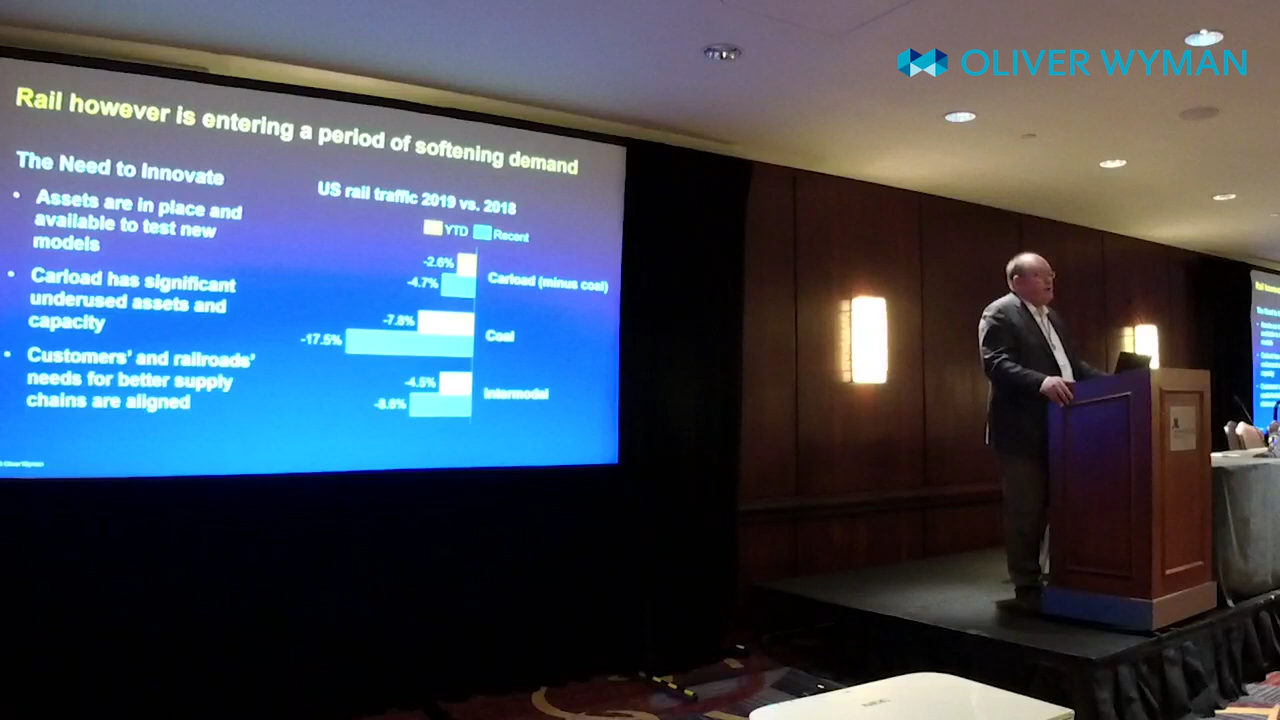 OLIVER WYMAN
Rail however is entering a period of softening demand
The Need to Innovate
• Assets are in place and
available to test new
models
• Carload has significant
underused assets and
capacity
• Customers' and railroads'
needs for better supply
chains are aligned
US rail traffic 2019 vs. 2018
YTD Recent
-2.6%
-4.7%
Carload (minus coal)
-7.8%
-17.5%
Coal
-4.5%
-8.6%
Intermodal
© Oliver Wyman
NEC